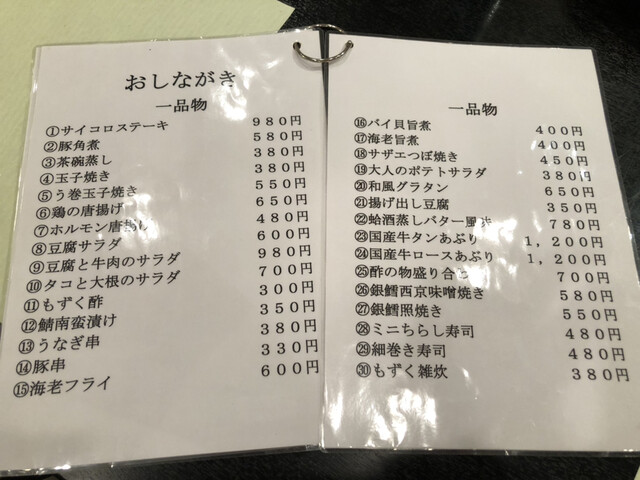 おしながき
一品物
①サイコロステーキ 980円
②豚角煮 580円
③茶碗蒸し 380円
④玉子焼き 380円
⑤う巻玉子焼き 550円
⑥鶏の唐揚げ 650円
⑦ホルモン唐揚げ 480円
⑧豆腐サラダ 600円
⑨豆腐と牛肉のサラダ 980円
⑩タコと大根のサラダ 700円
⑪もずく酢 300円
⑫鯖南蛮漬け 350円
⑬うなぎ串 380円
⑭豚串 330円
⑮海老フライ 600円
一品物
⑯バイ貝旨煮 400円
⑰海老旨煮 400円
⑱サザエつぼ焼き 450円
⑲大人のポテトサラダ 380円
⑳和風グラタン 650円
㉑揚げ出し豆腐 350円
㉒蛤酒蒸しバター風味 780円
㉓国産牛タンあぶり 1,200円
㉔国産牛ロースあぶり 1,200円
㉕酢の物盛り合せ 700円
㉖銀鱈西京味噌焼き 580円
㉗銀鱈照焼き 550円
㉘ミニちらし寿司 480円
㉙細巻き寿司 480円
㉚もずく雑炊 380円